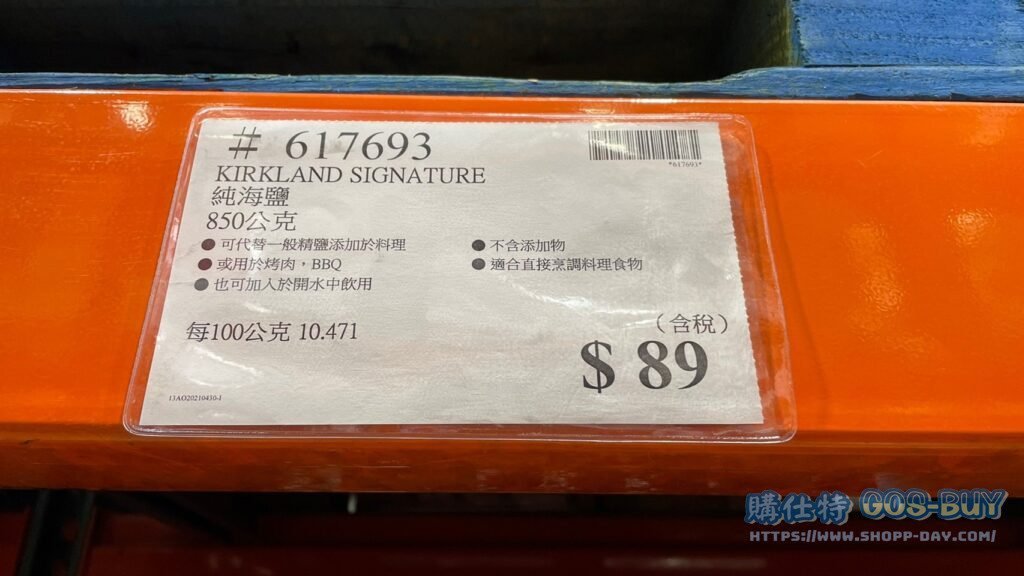 # 617693
*617693*
KIRKLAND SIGNATURE
純海鹽
850公克
● 可代替一般精鹽添加於料理
● 或用於烤肉，BBQ
● 也可加入於開水中飲用
● 不含添加物
● 適合直接烹調料理食物
每100公克 10.471
（含稅）
$ 89
13AO20210430-1
購仕特 GOS-BUY
HTTPS://WWW.SHOPP-DAY.COM/